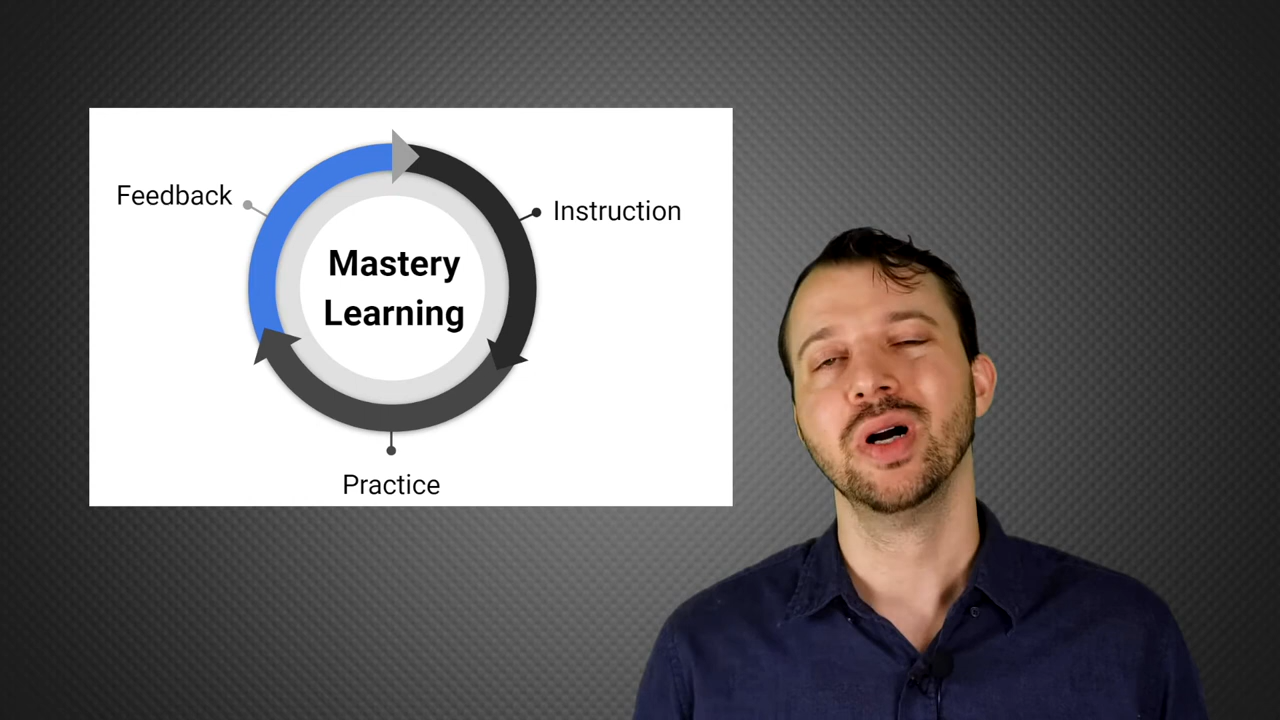 Feedback
Instruction
Mastery
Learning
Practice